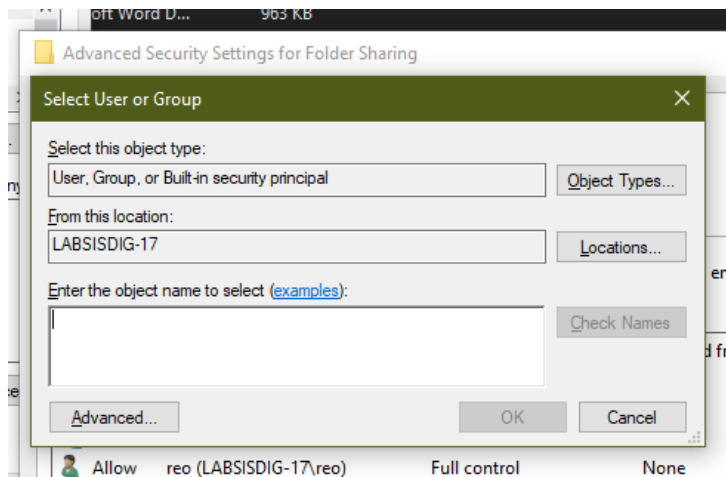 oft Word D... 963 KB
Advanced Security Settings for Folder Sharing
Select User or Group
Select this object type:
User, Group, or Built-in security principal
Object Types...
From this location:
LABSISDIG-17
Locations...
Enter the object name to select (examples):
Check Names
Advanced...
OK
Cancel
Allow reo (LABSISDIG-17\reo) Full control None